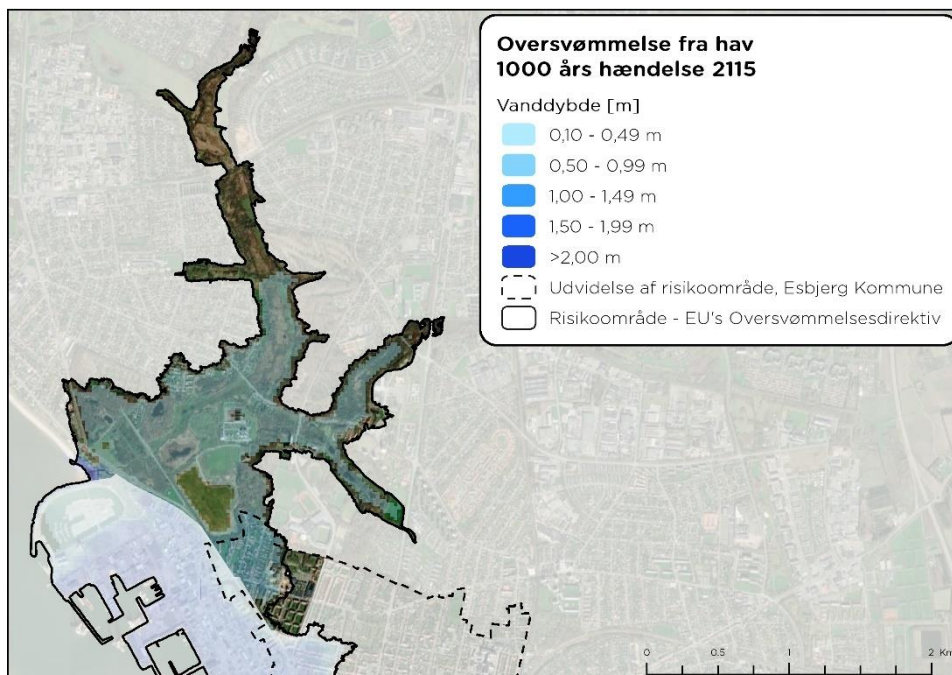 Oversvømmelse fra hav
1000 års hændelse 2115
Vanddybde [m]
0,10 - 0,49 m
0,50 - 0,99 m
1,00 - 1,49 m
1,50 - 1,99 m
>2,00 m
Udvidelse af risikoområde, Esbjerg Kommune
Risikoområde - EU's Oversvømmelsesdirektiv
0 0.5 1 2 Km